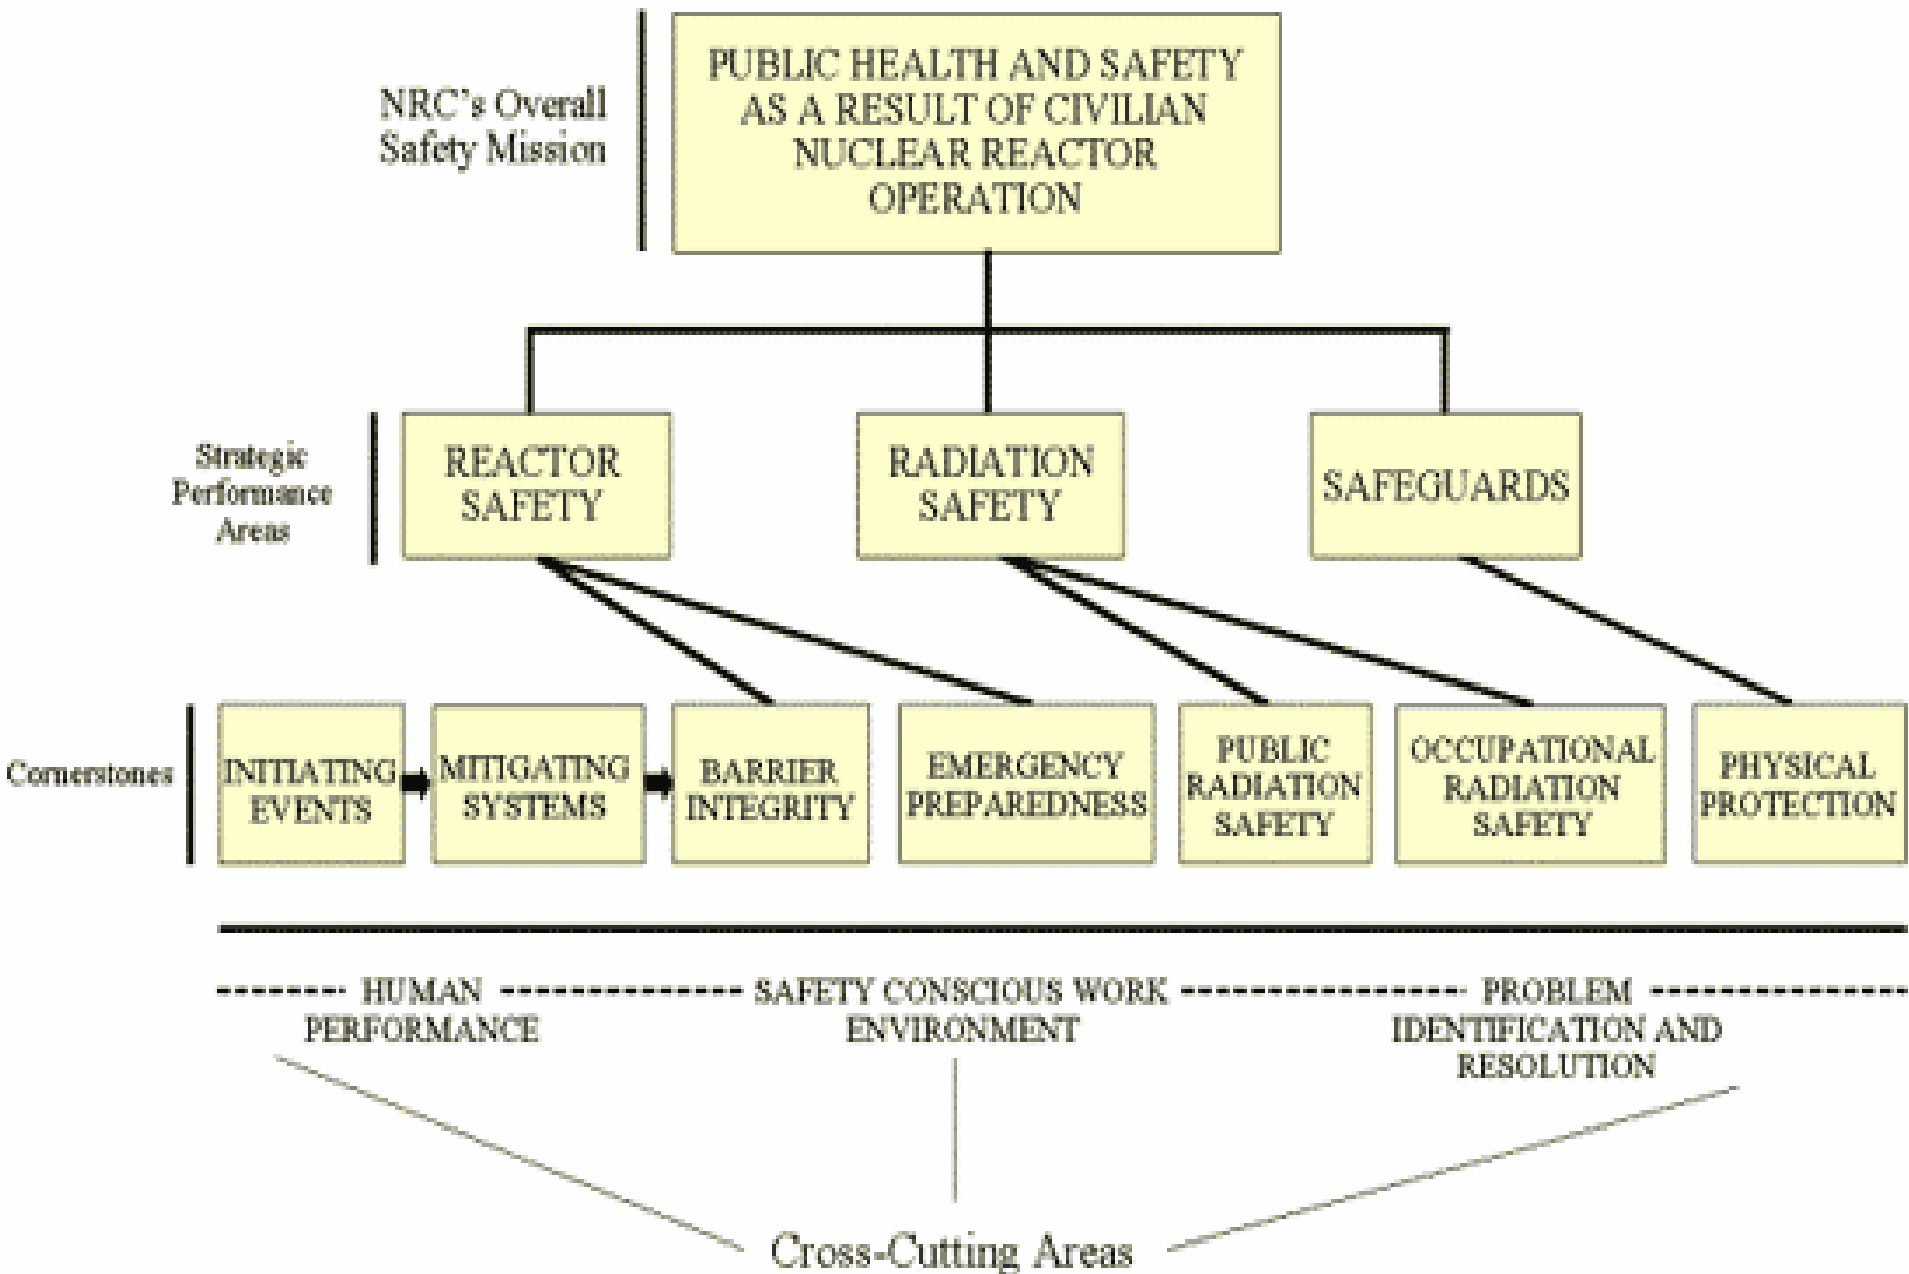 NRC's Overall
Safety Mission
PUBLIC HEALTH AND SAFETY
AS A RESULT OF CIVILIAN
NUCLEAR REACTOR
OPERATION
Strategic
Performance
Areas
REACTOR
SAFETY
RADIATION
SAFETY
SAFEGUARDS
Cornerstones
INITIATING
EVENTS
MITIGATING
SYSTEMS
BARRIER
INTEGRITY
EMERGENCY
PREPAREDNESS
PUBLIC
RADIATION
SAFETY
OCCUPATIONAL
RADIATION
SAFETY
PHYSICAL
PROTECTION
HUMAN
PERFORMANCE
SAFETY CONSCIOUS WORK
ENVIRONMENT
PROBLEM
IDENTIFICATION AND
RESOLUTION
Cross-Cutting Areas